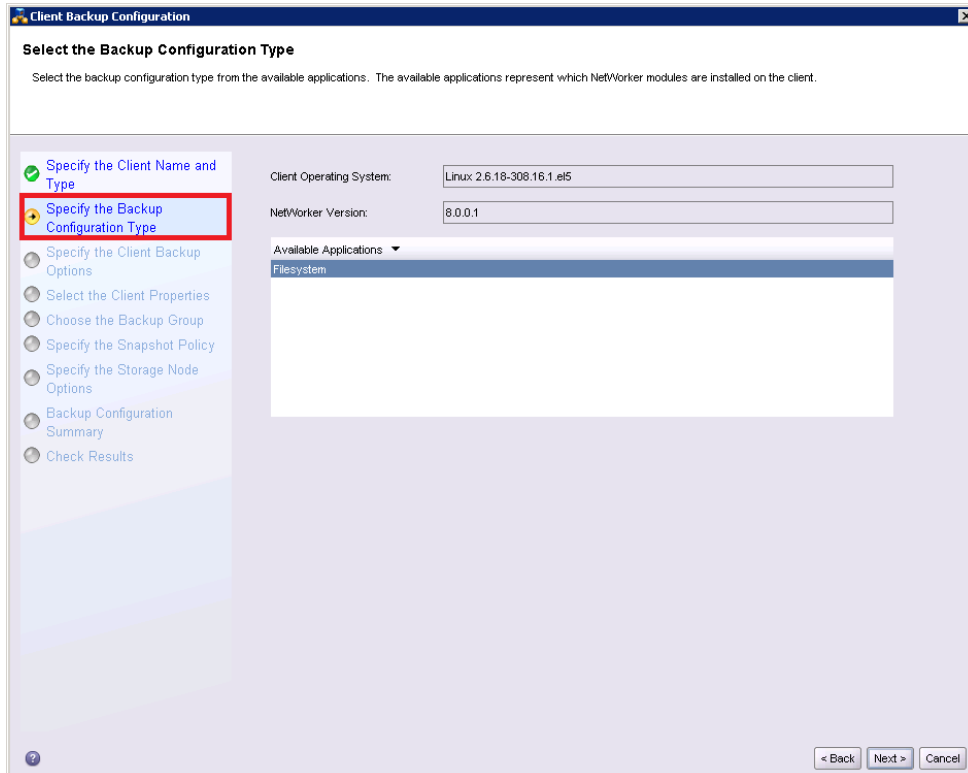 Client Backup Configuration
Select the Backup Configuration Type
Select the backup configuration type from the available applications. The available applications represent which NetWorker modules are installed on the client.
Specify the Client Name and
Type
Specify the Backup
Configuration Type
Specify the Client Backup
Options
Select the Client Properties
Choose the Backup Group
Specify the Snapshot Policy
Specify the Storage Node
Options
Backup Configuration
Summary
Check Results
Client Operating System:
Linux 2.6.18-308.16.1.el5
NetWorker Version:
8.0.0.1
Available Applications
Filesystem
?
< Back
Next >
Cancel